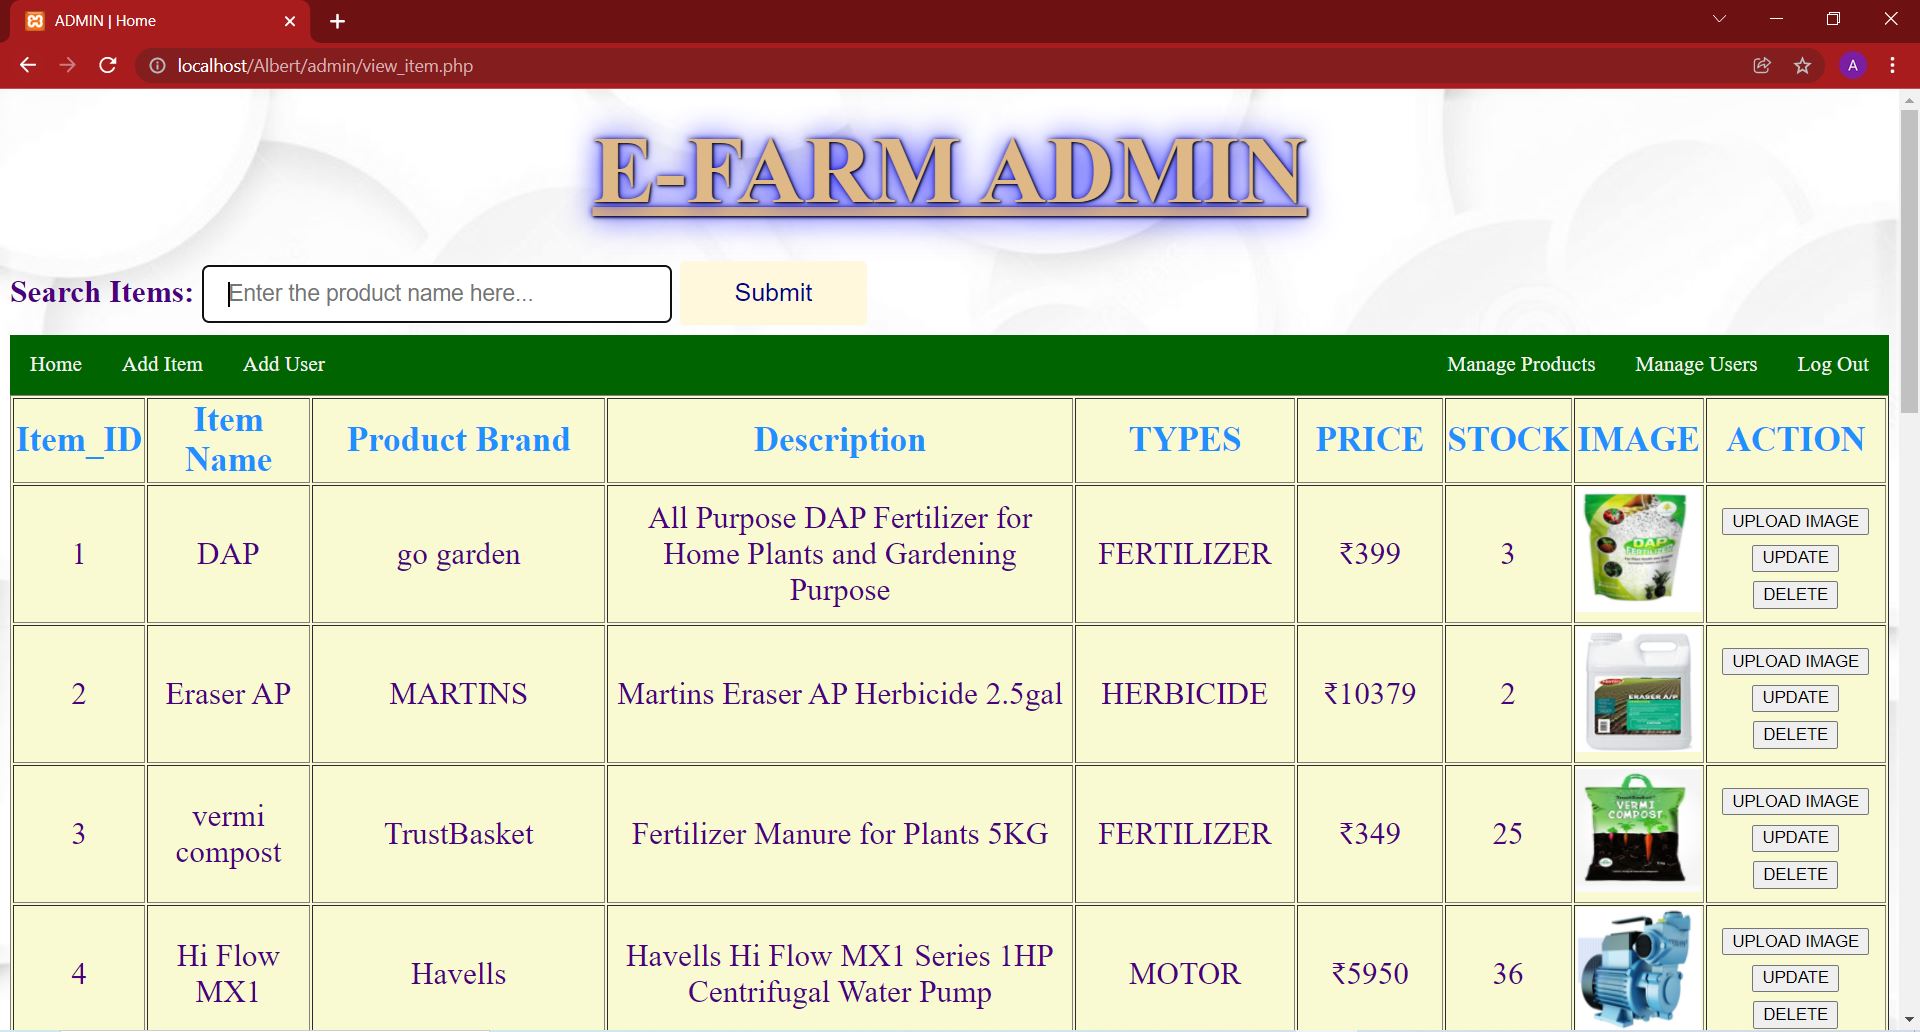 ADMIN | Home
localhost/Albert/admin/view_item.php
A
E-FARM ADMIN
Search Items:
Enter the product name here...
Submit
Home
Add Item
Add User
Manage Products
Manage Users
Log Out
Item_ID
Item
Name
Product Brand
Description
TYPES
PRICE
STOCK
IMAGE
ACTION
1
DAP
go garden
All Purpose DAP Fertilizer for
Home Plants and Gardening
Purpose
FERTILIZER
₹399
3
DAP
FERTILIZER
UPLOAD IMAGE
UPDATE
DELETE
2
Eraser AP
MARTINS
Martins Eraser AP Herbicide 2.5gal
HERBICIDE
₹10379
2
ERASER A/P
UPLOAD IMAGE
UPDATE
DELETE
3
vermi
compost
TrustBasket
Fertilizer Manure for Plants 5KG
FERTILIZER
₹349
25
TrustBasket
VERMI
COMPOST
UPLOAD IMAGE
UPDATE
DELETE
4
Hi Flow
MX1
Havells
Havells Hi Flow MX1 Series 1HP
Centrifugal Water Pump
MOTOR
₹5950
36
UPLOAD IMAGE
UPDATE
DELETE